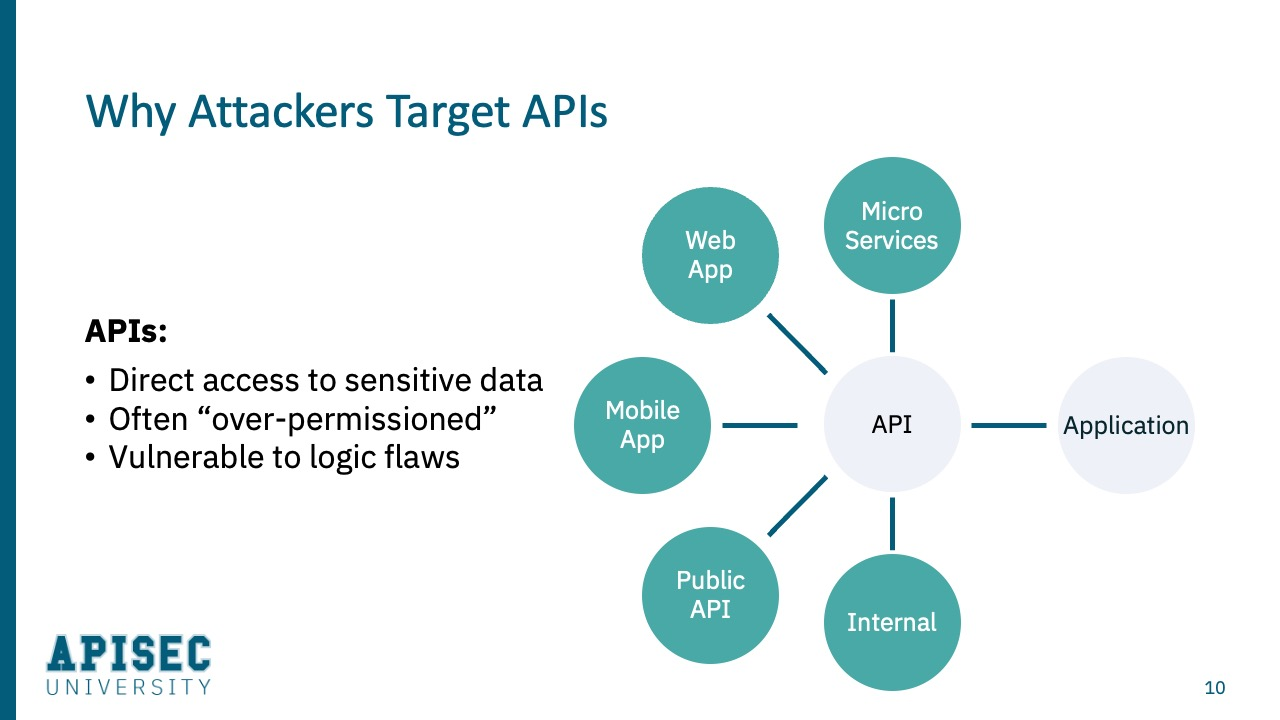 Why Attackers Target APIs
APIs:
• Direct access to sensitive data
• Often “over-permissioned”
• Vulnerable to logic flaws
Micro
Services
Web
App
Mobile
App
API
Application
Public
API
Internal
APISEC
UNIVERSITY
10